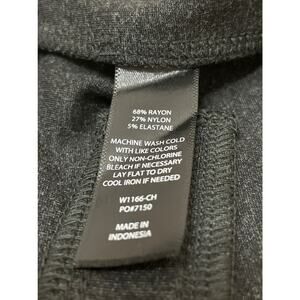 68% RAYON
27% NYLON
5% ELASTANE
MACHINE WASH COLD
WITH LIKE COLORS
ONLY NON-CHLORINE
BLEACH IF NECESSARY
LAY FLAT TO DRY
COOL IRON IF NEEDED
W1166-CH
PO#7150
MADE IN
INDONESIA